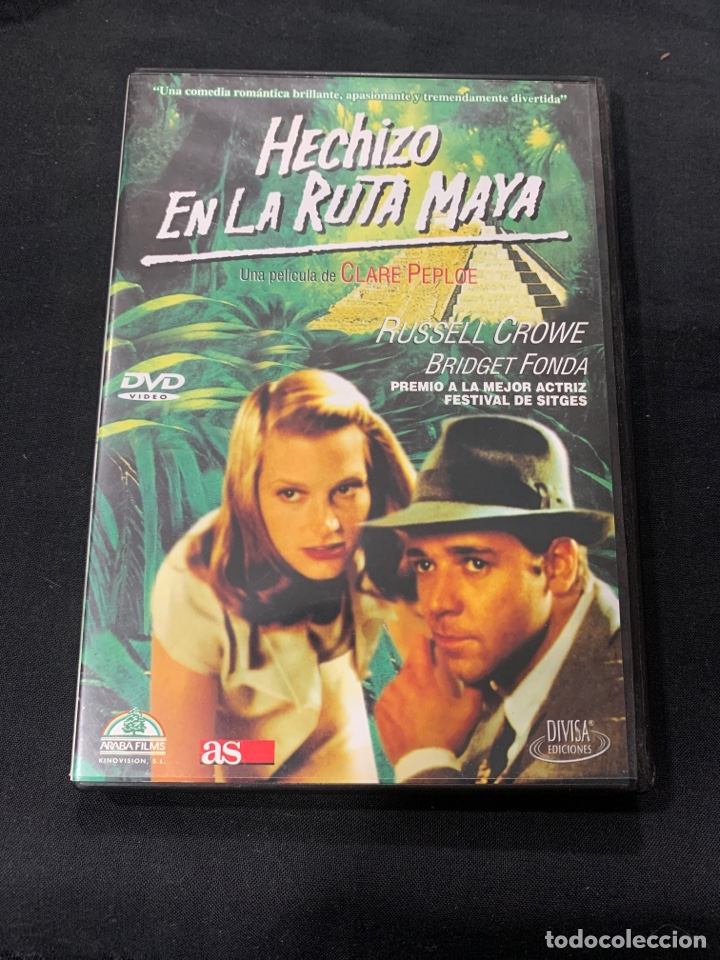 "Una comedia romántica brillante, apasionante y tremendamente divertida"
HECHIZO
EN LA RUTA MAYA
Una película de CLARE PEPLOE
RUSSELL CROWE
BRIDGET FONDA
PREMIO A LA MEJOR ACTRIZ
FESTIVAL DE SITGES
DVD
VIDEO
ARABA FILMS
KINOVISION, S.L.
as
DIVISA®
EDICIONES
todocoleccion